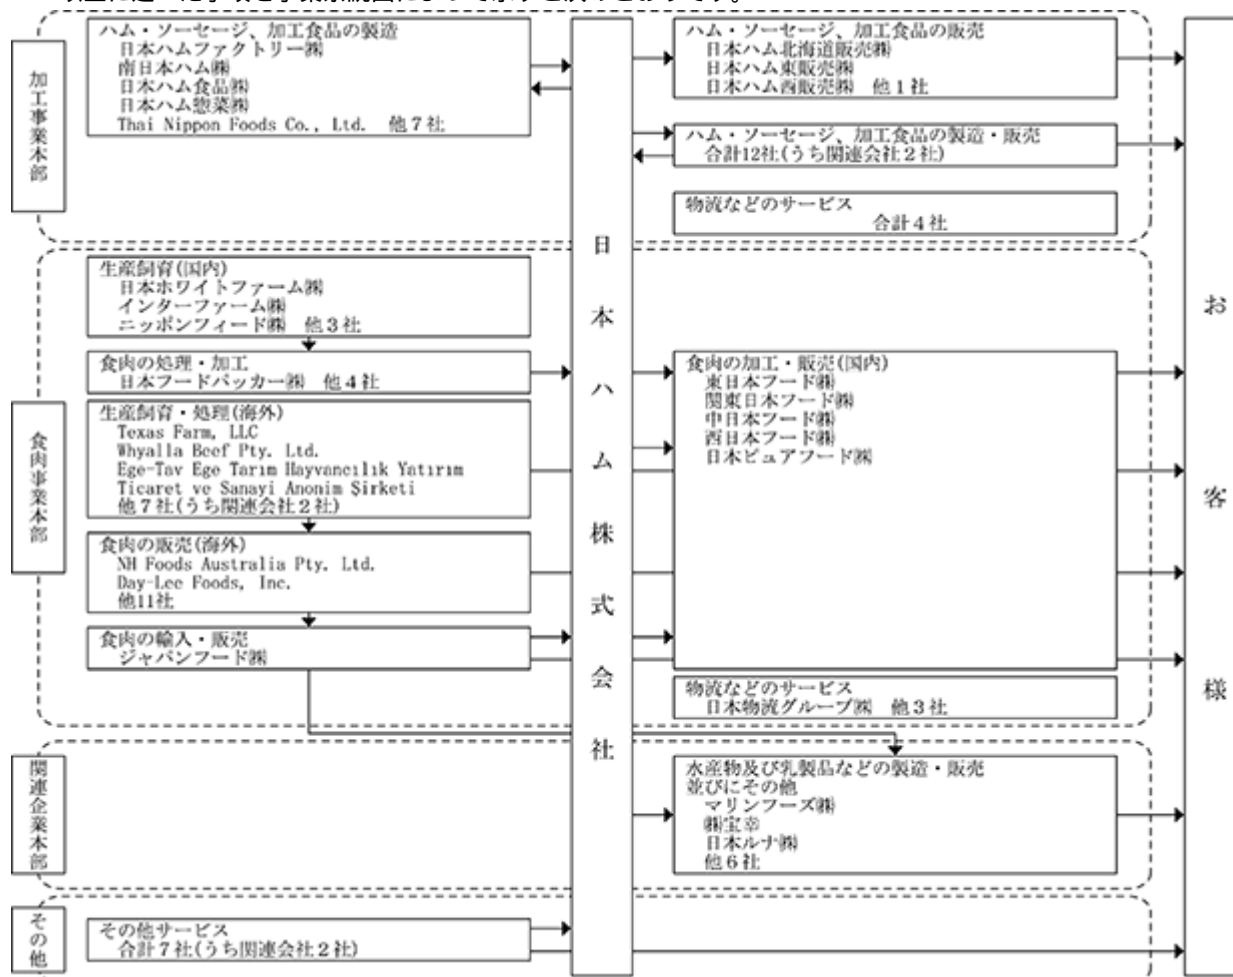 加工事業本部
ハム・ソーセージ、加工食品の製造
日本ハムファクトリー㈱
南日本ハム㈱
日本ハム食品㈱
日本ハム惣菜㈱
Thai Nippon Foods Co., Ltd. 他7社
ハム・ソーセージ、加工食品の販売
日本ハム北海道販売㈱
日本ハム東販売㈱
日本ハム西販売㈱ 他1社
ハム・ソーセージ、加工食品の製造・販売
合計12社(うち関連会社2社)
物流などのサービス
合計4社
食肉事業本部
生産飼育(国内)
日本ホワイトファーム㈱
インターファーム㈱
ニッポンフィード㈱ 他3社
食肉の処理・加工
日本フードパッカー㈱ 他4社
生産飼育・処理(海外)
Texas Farm, LLC
Whyalla Beef Pty. Ltd.
Ege-Tav Ege Tarım Hayvancılık Yatırım
Ticaret ve Sanayi Anonim Şirketi
他7社(うち関連会社2社)
食肉の販売(海外)
NH Foods Australia Pty. Ltd.
Day-Lee Foods, Inc.
他11社
食肉の輸入・販売
ジャパンフード㈱
食肉の加工・販売(国内)
東日本フード㈱
関東日本フード㈱
中日本フード㈱
西日本フード㈱
日本ピュアフード㈱
物流などのサービス
日本物流グループ㈱ 他3社
関連企業本部
水産物及び乳製品などの製造・販売
並びにその他
マリンフーズ㈱
㈱宝幸
日本ルナ㈱
他6社
その他
その他サービス
合計7社(うち関連会社2社)
日本ハム株式会社
お客様